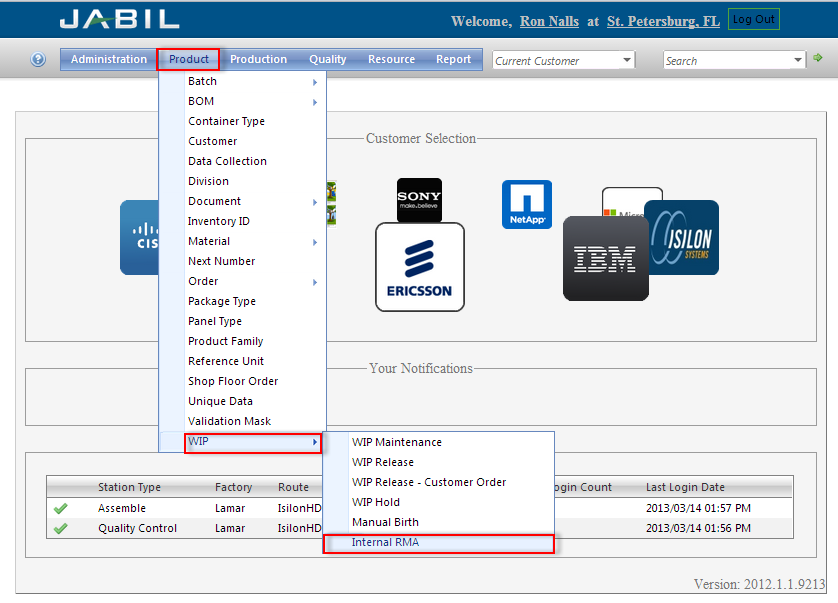 JABIL
Welcome, Ron Nalls at St. Petersburg, FL Log Out
Administration Product Production Quality Resource Report Current Customer Search
Batch
BOM
Container Type
Customer
Data Collection
Division
Document
Inventory ID
Material
Next Number
Order
Package Type
Panel Type
Product Family
Reference Unit
Shop Floor Order
Unique Data
Validation Mask
WIP
WIP Maintenance
WIP Release
WIP Release - Customer Order
WIP Hold
Manual Birth
Internal RMA
Customer Selection
CIS
SONY
make.believe
ERICSSON
NetApp
Micro
IBM
ISILON
SYSTEMS
Your Notifications
Station Type Factory Route ogin Count Last Login Date
Assemble Lamar IsilonHD 2013/03/14 01:57 PM
Quality Control Lamar IsilonHD 2013/03/14 01:56 PM
Version: 2012.1.1.9213